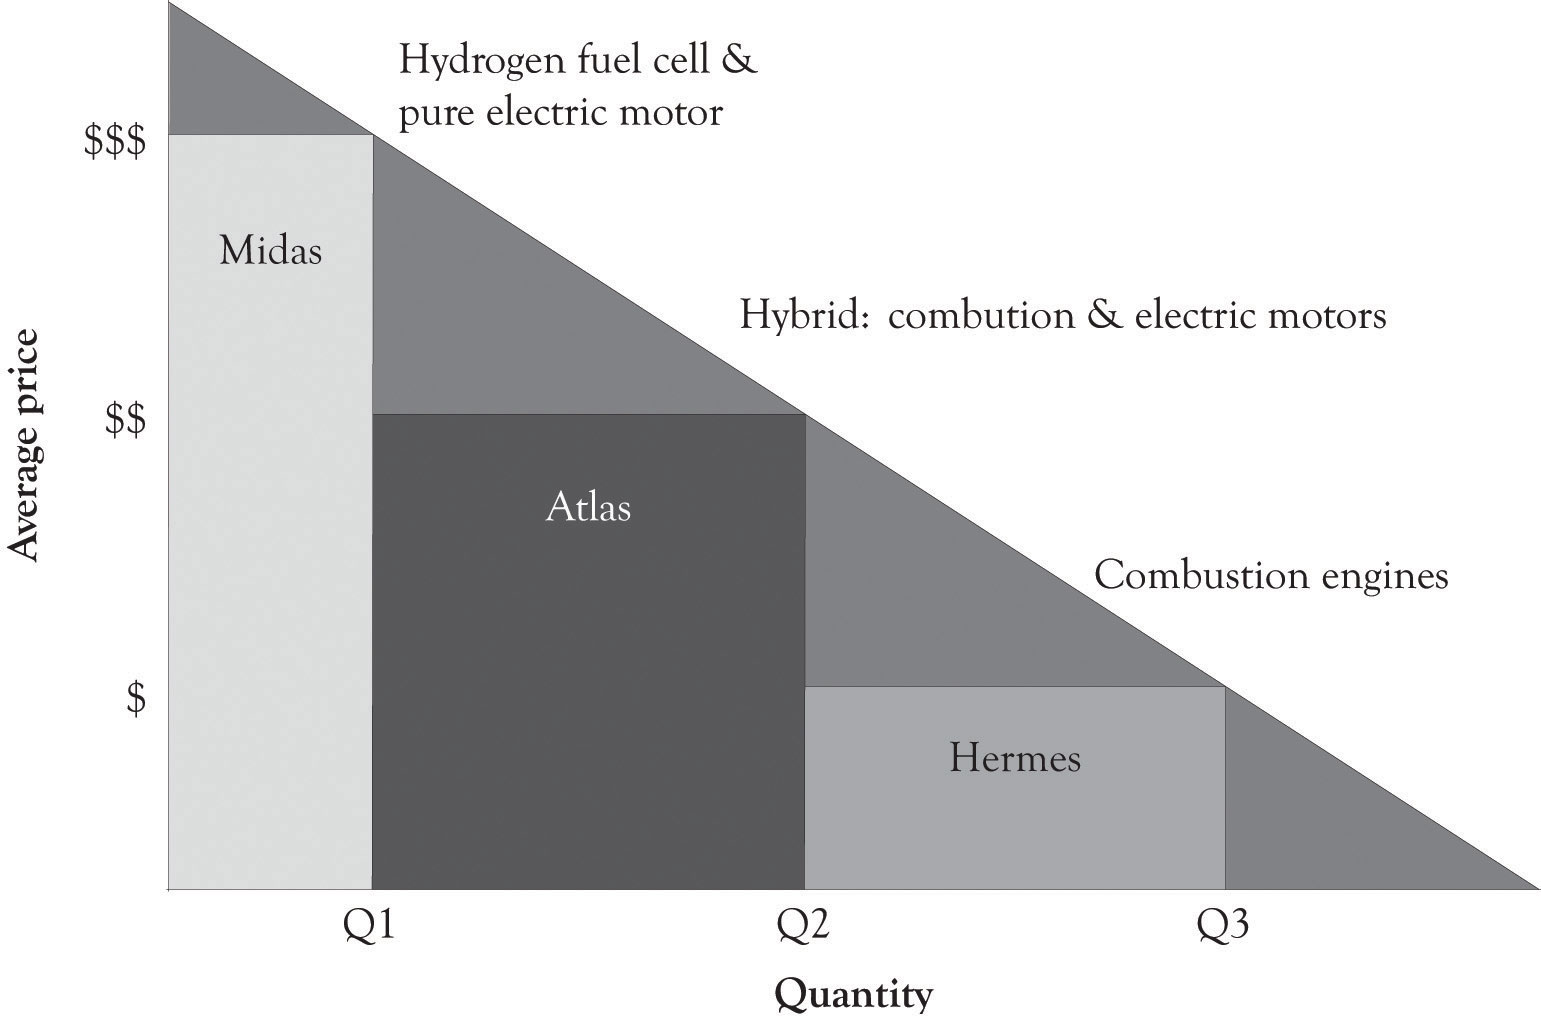 Hydrogen fuel cell &
pure electric motor
$$$
Midas
Hybrid: combution & electric motors
Average price
$$
Atlas
Combustion engines
$
Hermes
Q1
Q2
Q3
Quantity